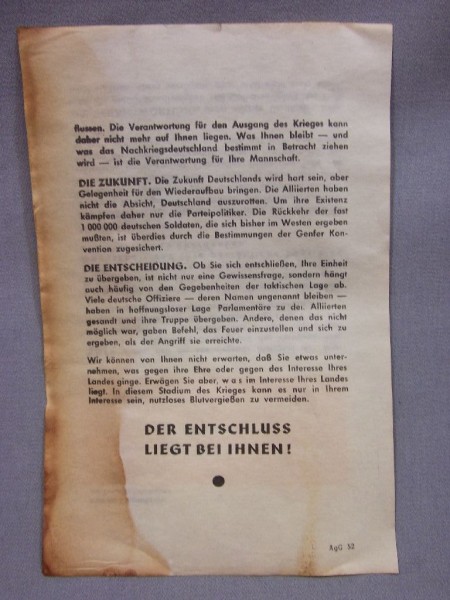 flussen. Die Verantwortung für den Ausgang des Krieges kann
daher nicht mehr auf Ihnen liegen. Was Ihnen bleibt — und
was das Nachkriegsdeutschland bestimmt in Betracht ziehen
wird — ist die Verantwortung für Ihre Mannschaft.
DIE ZUKUNFT. Die Zukunft Deutschlands wird hart sein, aber
Gelegenheit für den Wiederaufbau bringen. Die Alliierten haben
nicht die Absicht, Deutschland auszurotten. Um ihre Existenz
kämpfen daher nur die Parteipolitiker. Die Rückkehr der fast
1 000 000 deutschen Soldaten, die sich bisher im Westen ergeben
mußten, ist überdies durch die Bestimmungen der Genfer Kon-
vention zugesichert.
DIE ENTSCHEIDUNG. Ob Sie sich entschließen, Ihre Einheit
zu übergeben, ist nicht nur eine Gewissensfrage, sondern hängt
auch häufig von den Gegebenheiten der taktischen Lage ab.
Viele deutsche Offiziere — deren Namen ungenannt bleiben —
haben in hoffnungsloser Lage Parlamentäre zu den Alliierten
gesandt und ihre Truppe übergeben. Andere, denen das nicht
möglich war, gaben Befehl, das Feuer einzustellen und sich zu
ergeben, als der Angriff sie erreichte.
Wir können von Ihnen nicht erwarten, daß Sie etwas unter-
nehmen, was gegen ihre Ehre oder gegen das Interesse Ihres
Landes ginge. Erwägen Sie aber, w a s im Interesse Ihres Landes
liegt. In diesem Stadium des Krieges kann es nur in Ihrem
Interesse sein, nutzloses Blutvergießen zu vermeiden.
DER ENTSCHLUSS
LIEGT BEI IHNEN!
AgG 52